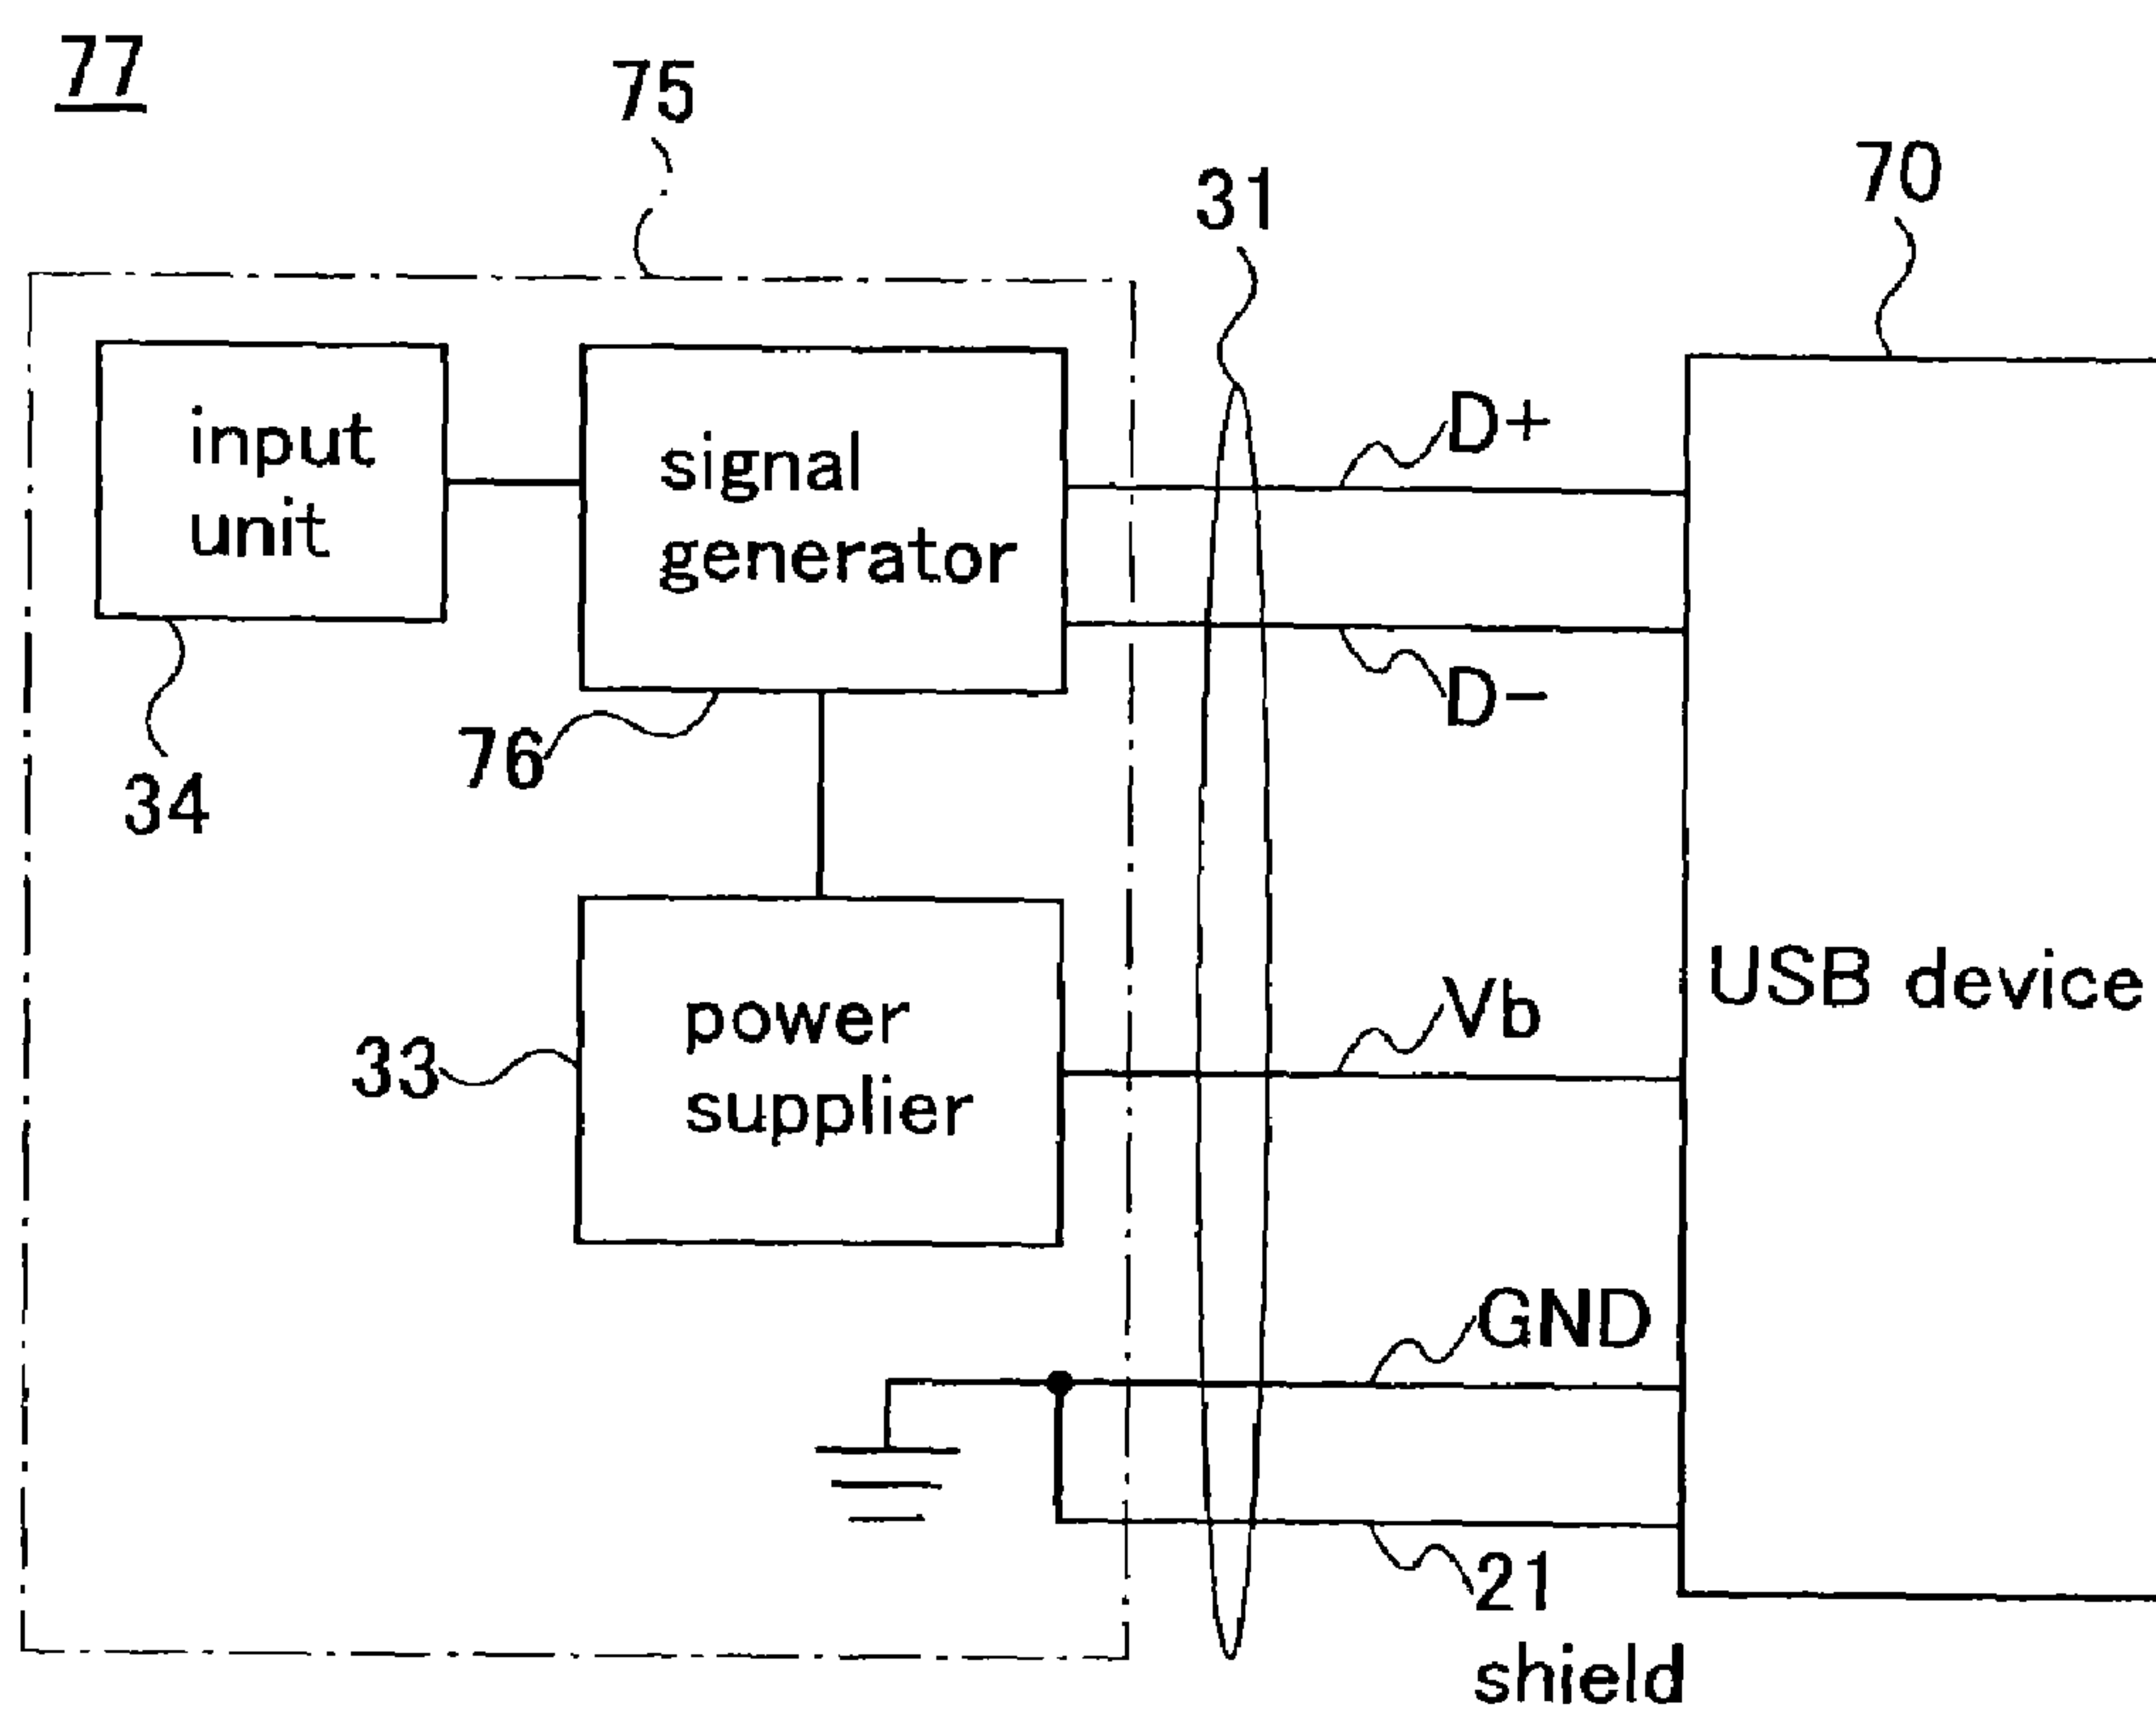 77
75
31
70
input
unit
signal
generator
D+
D−
76
34
power
supplier
33
Vb
USB device
GND
21
shield